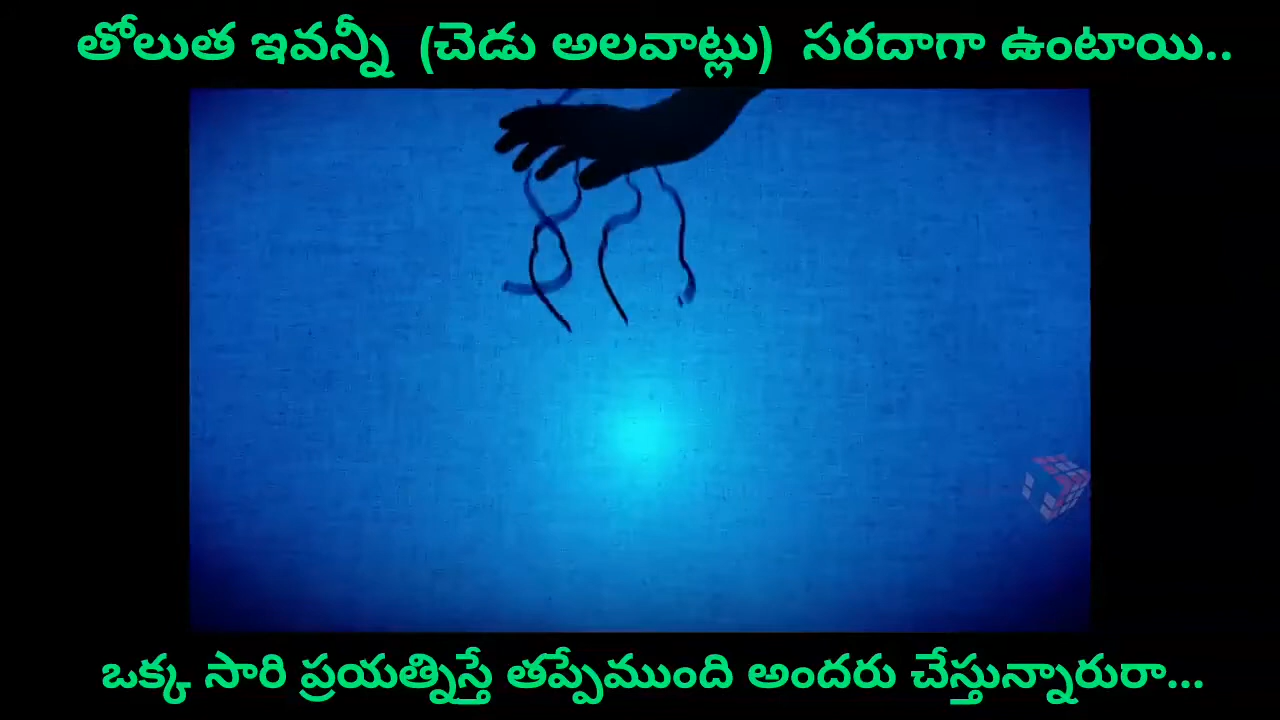 తోలుత ఇవన్నీ (చెడు అలవాట్లు) సరదాగా ఉంటాయి..
ఒక్క సారి ప్రయత్నిస్తే తప్పేముంది అందరు చేస్తున్నారురా...